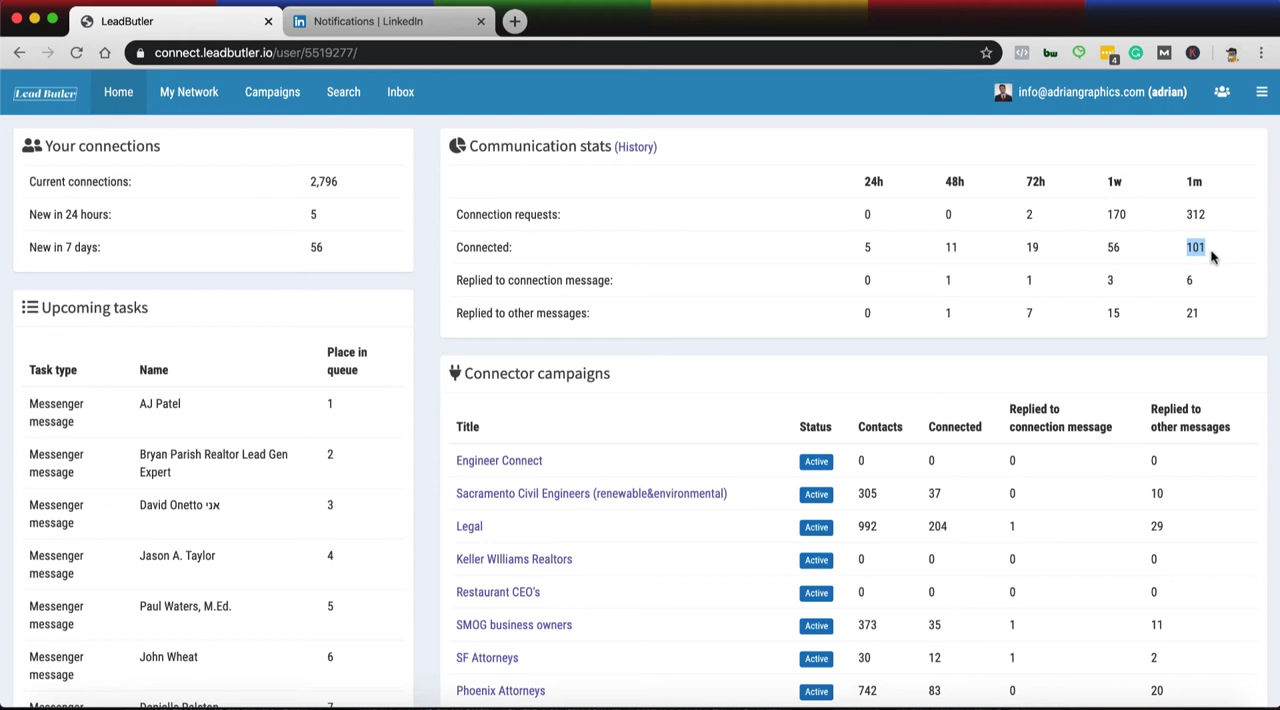 LeadButler
Notifications | LinkedIn
connect.leadbutler.io/user/5519277/
4
Lead Butler
Home
My Network
Campaigns
Search
Inbox
info@adriangraphics.com (adrian)
Your connections
Current connections: 2,796
New in 24 hours: 5
New in 7 days: 56
Upcoming tasks
Task type Name Place in queue
Messenger message AJ Patel 1
Messenger message Bryan Parish Realtor Lead Gen Expert 2
Messenger message David Onetto אני 3
Messenger message Jason A. Taylor 4
Messenger message Paul Waters, M.Ed. 5
Messenger message John Wheat 6
Communication stats (History)
24h 48h 72h 1w 1m
Connection requests: 0 0 2 170 312
Connected: 5 11 19 56 101
Replied to connection message: 0 1 1 3 6
Replied to other messages: 0 1 7 15 21
Connector campaigns
Title Status Contacts Connected Replied to connection message Replied to other messages
Engineer Connect Active 0 0 0 0
Sacramento Civil Engineers (renewable&environmental) Active 305 37 0 10
Legal Active 992 204 1 29
Keller WIlliams Realtors Active 0 0 0 0
Restaurant CEO's Active 0 0 0 0
SMOG business owners Active 373 35 1 11
SF Attorneys Active 30 12 1 2
Phoenix Attorneys Active 742 83 0 20